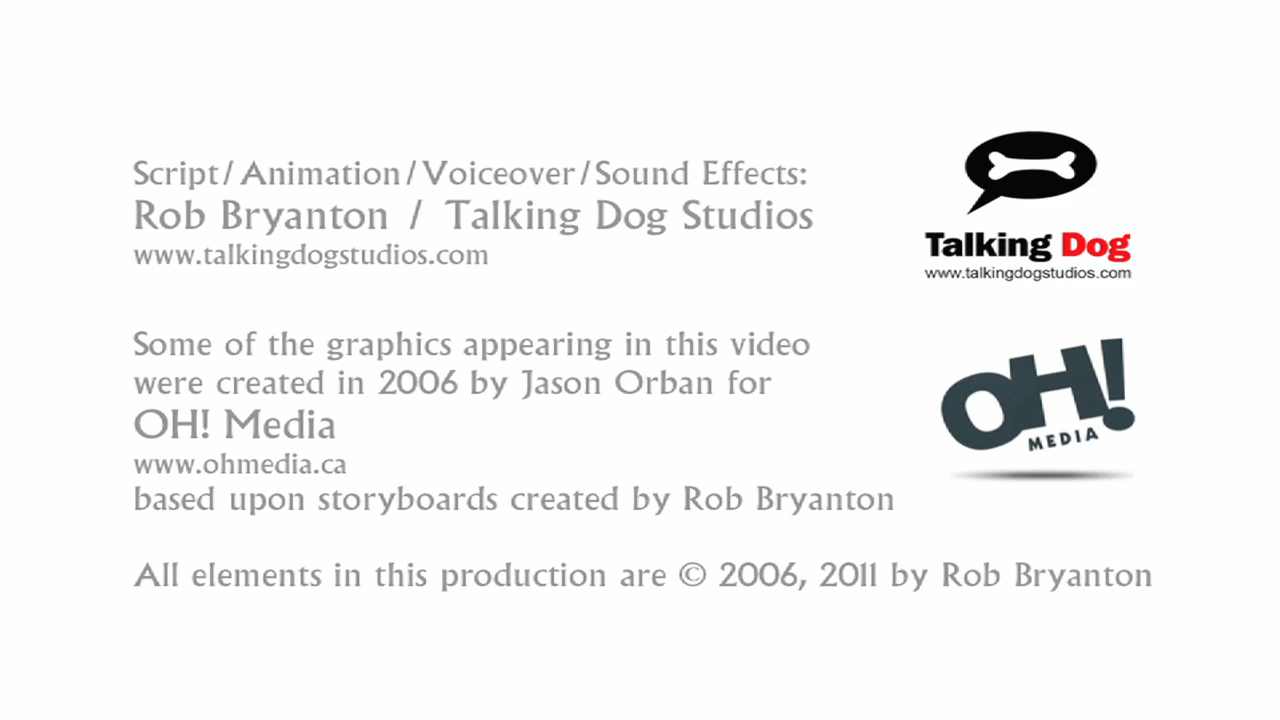 Script/Animation/Voiceover/Sound Effects:
Rob Bryanton / Talking Dog Studios
www.talkingdogstudios.com
Talking Dog
www.talkingdogstudios.com
Some of the graphics appearing in this video
were created in 2006 by Jason Orban for
OH! Media
www.ohmedia.ca
based upon storyboards created by Rob Bryanton
OH!
MEDIA
All elements in this production are © 2006, 2011 by Rob Bryanton